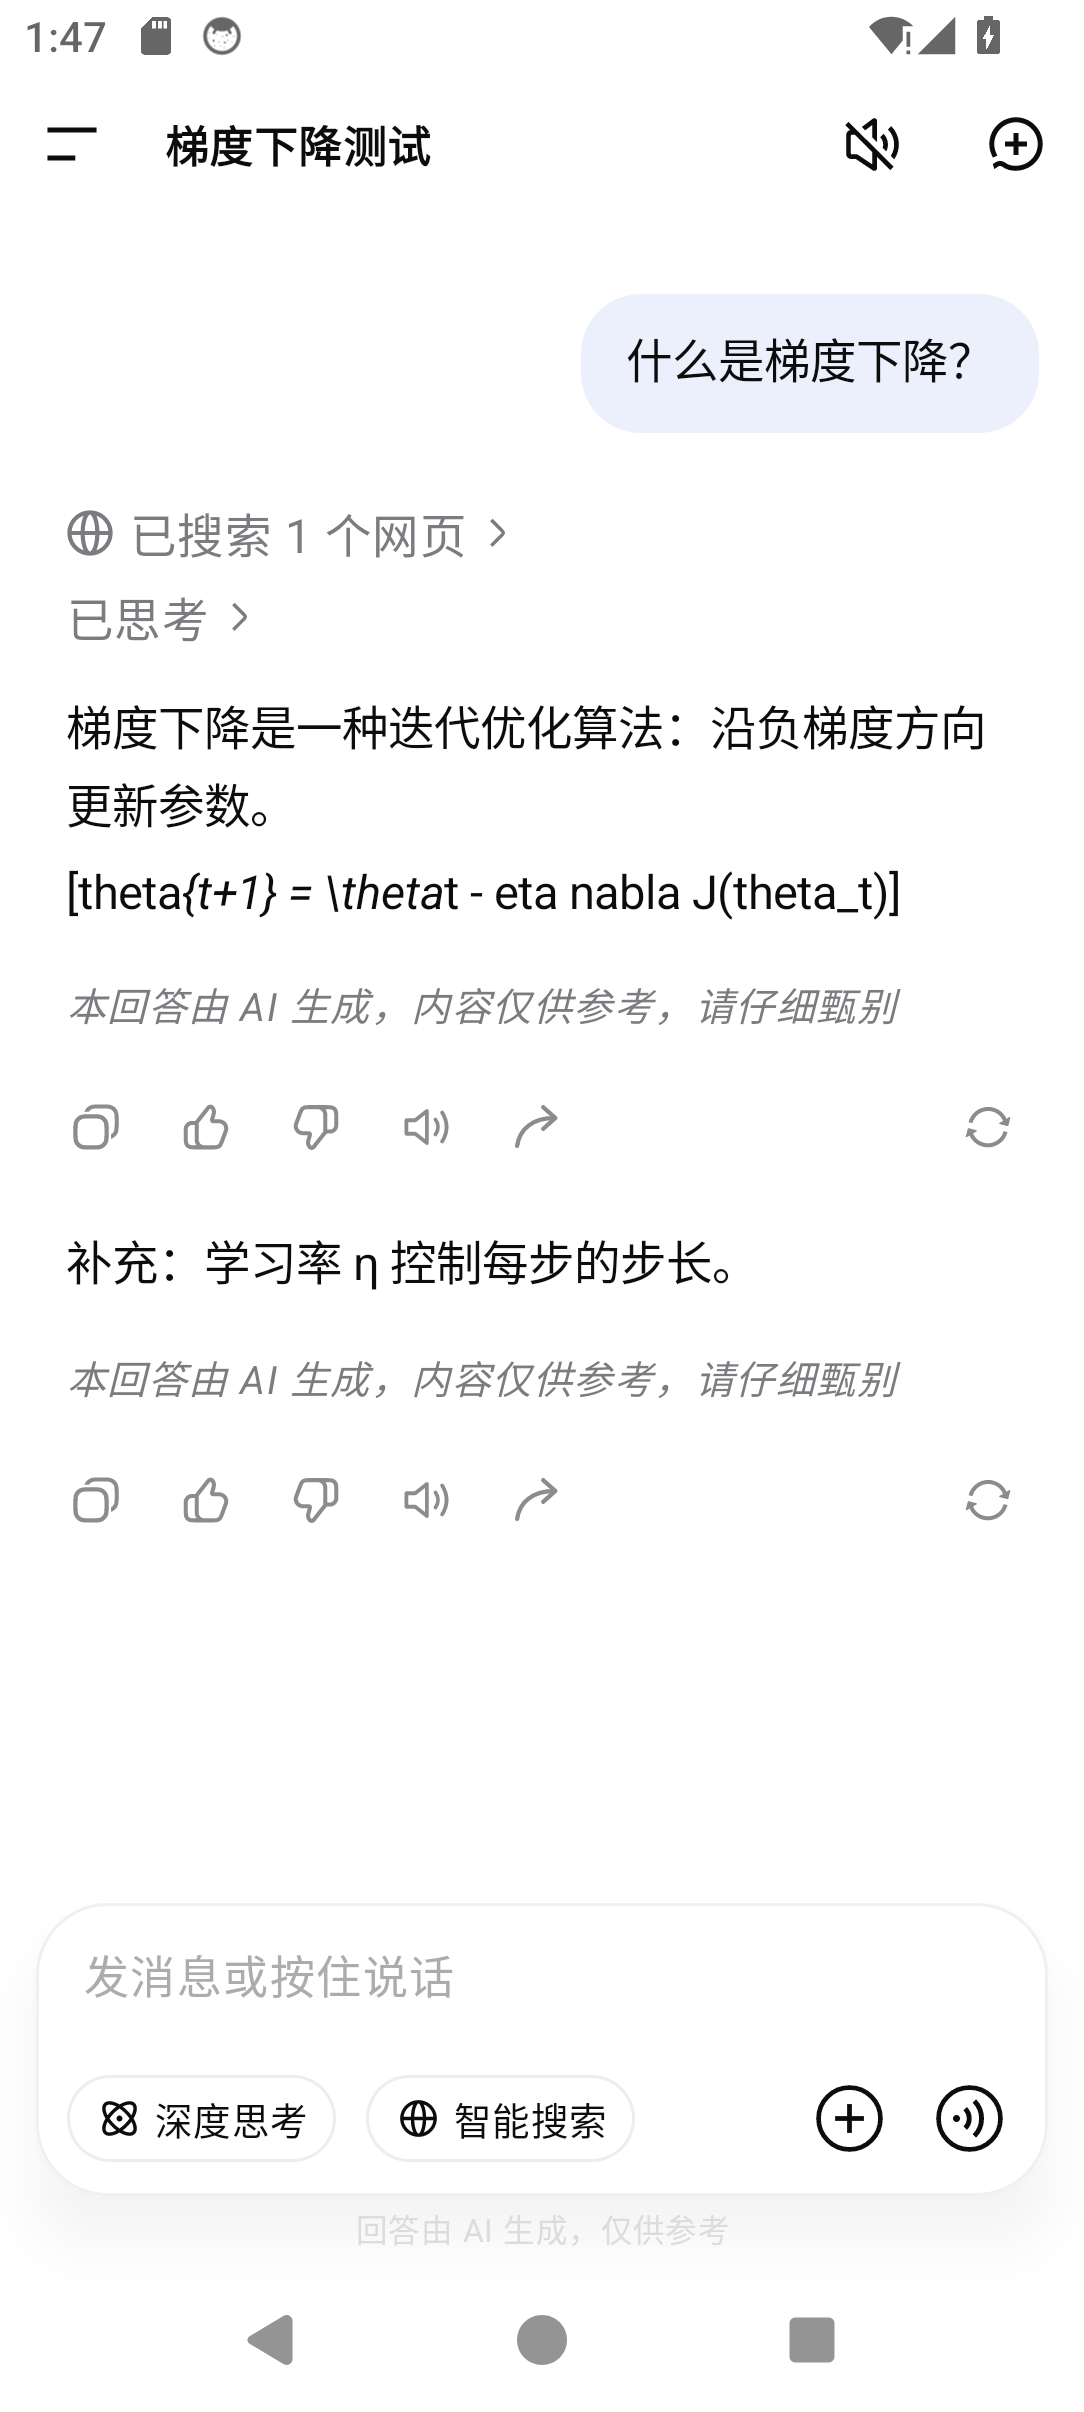 1:47
梯度下降测试
什么是梯度下降？
已搜索 1 个网页
已思考
梯度下降是一种迭代优化算法：沿负梯度方向
更新参数。
[theta{t+1} = \thetat - eta nabla J(theta_t)]
本回答由 AI 生成，内容仅供参考，请仔细甄别
补充：学习率 η 控制每步的步长。
本回答由 AI 生成，内容仅供参考，请仔细甄别
发消息或按住说话
深度思考 智能搜索
回答由 AI 生成，仅供参考